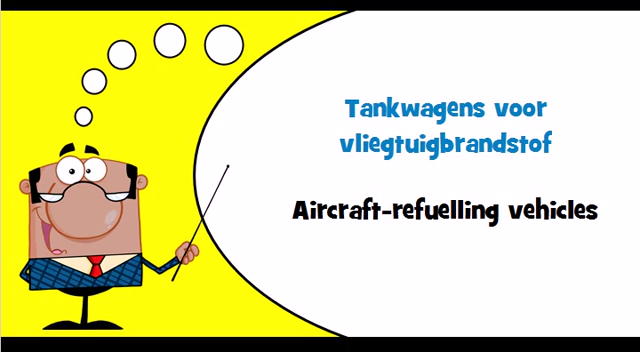 Tankwagens voor
vliegtuigbrandstof
Aircraft-refuelling vehicles